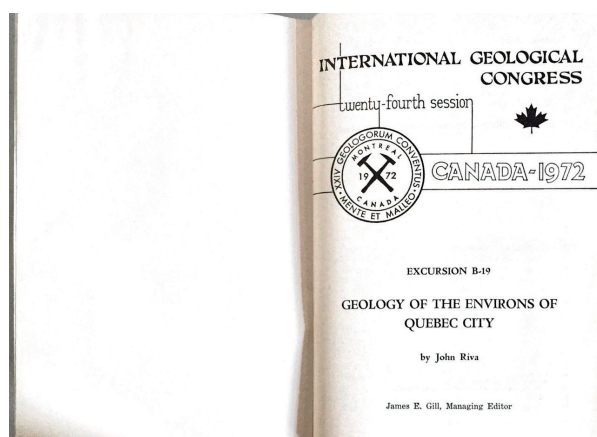 INTERNATIONAL GEOLOGICAL
CONGRESS
twenty-fourth session
XXIV GEOLOGORUM CONVENTUS
MONTREAL
19 72
CANADA
MENTE ET MALLEO
CANADA-1972
EXCURSION B-19
GEOLOGY OF THE ENVIRONS OF
QUEBEC CITY
by John Riva
James E. Gill, Managing Editor